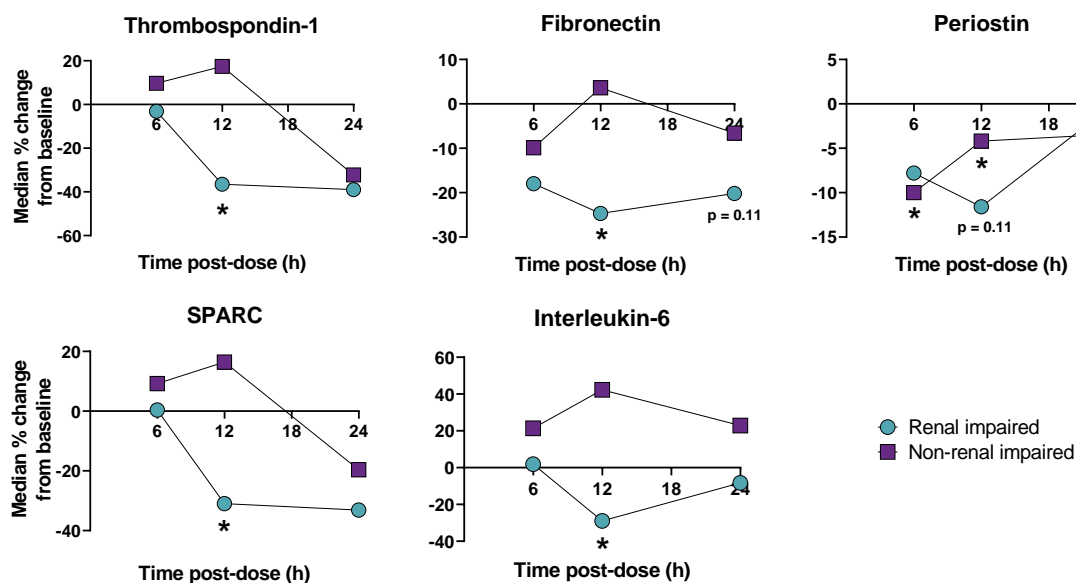 Thrombospondin-1
Median % change
from baseline
20
0
-20
-40
-60
6
12
18
24
*
Time post-dose (h)
Fibronectin
10
0
-10
-20
-30
6
12
18
24
*
p = 0.11
Time post-dose (h)
Periostin
5
0
-5
-10
-15
6
12
18
*
*
p = 0.11
Time post-dose (h)
SPARC
Median % change
from baseline
20
0
-20
-40
6
12
18
24
*
Time post-dose (h)
Interleukin-6
60
40
20
0
-20
-40
6
12
18
24
*
Time post-dose (h)
Renal impaired
Non-renal impaired